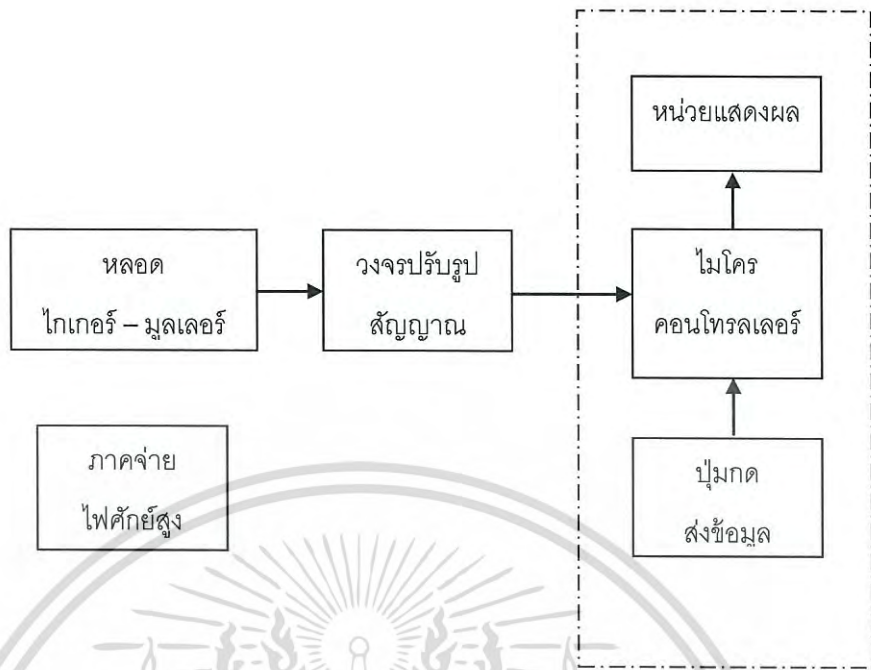 หน่วยแสดงผล
หลอด
ไกเกอร์ – มูลเลอร์
วงจรปรับรูป
สัญญาณ
ไมโคร
คอนโทรลเลอร์
ภาคจ่าย
ไฟศักย์สูง
ปุ่มกด
ส่งข้อมูล